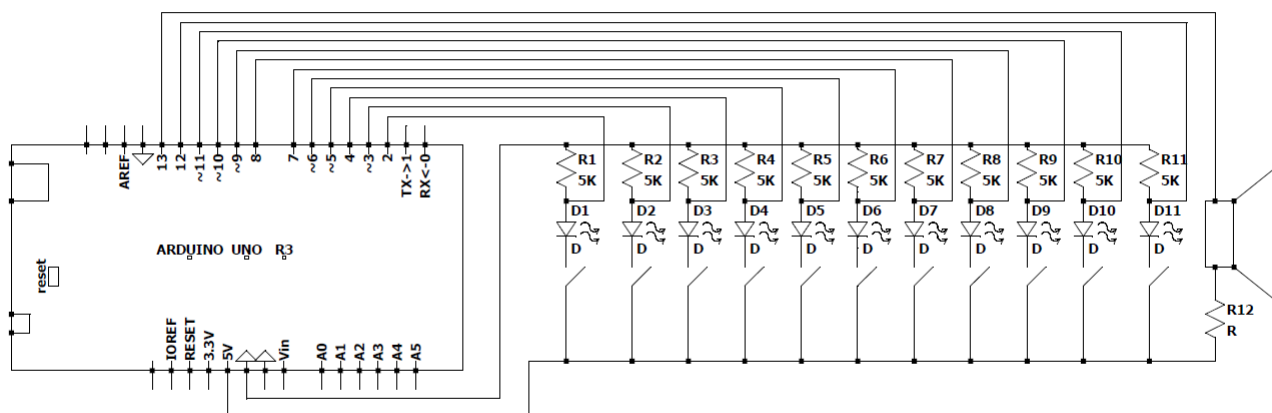 AREF
13
12
~11
~10
~9
8
7
~6
~5
4
~3
2
TX->1
RX<-0
R1 R2 R3 R4 R5 R6 R7 R8 R9 R10 R11
5K 5K 5K 5K 5K 5K 5K 5K 5K 5K 5K
D1 D2 D3 D4 D5 D6 D7 D8 D9 D10 D11
D D D D D D D D D D D
ARDUINO UNO R3
reset
R12
R
IOREF
RESET
3.3V
5V
Vin
A0
A1
A2
A3
A4
A5